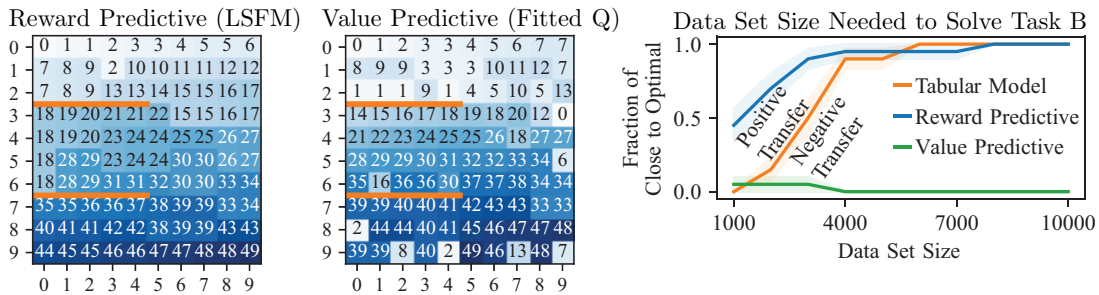 Reward Predictive (LSFM)
0 0 1 1 2 3 3 4 5 5 6
1 7 8 9 2 10 10 11 11 12 12
2 7 8 9 13 13 14 15 15 16 17
3 18 19 20 21 21 22 15 15 16 17
4 18 19 20 23 24 24 25 25 26 27
5 18 28 29 23 24 24 30 30 26 27
6 18 28 29 31 31 32 30 30 33 34
7 35 35 36 36 37 38 39 39 33 34
8 40 41 41 42 42 38 39 39 43 43
9 44 45 45 46 46 47 47 48 48 49
0 1 2 3 4 5 6 7 8 9
Value Predictive (Fitted Q)
0 0 1 2 3 4 4 5 6 7 7
1 8 9 9 3 3 3 10 11 12 7
2 1 1 1 9 1 4 5 10 5 13
3 14 15 16 17 18 19 20 19 12 0
4 21 22 23 24 25 25 26 18 27 27
5 28 29 29 30 31 32 32 33 34 6
6 35 16 36 36 30 37 33 38 34 34
7 39 39 40 40 41 42 43 43 33 33
8 2 44 44 40 41 45 46 47 47 48
9 39 39 8 40 2 49 46 13 48 7
0 1 2 3 4 5 6 7 8 9
Data Set Size Needed to Solve Task B
Fraction of
Close to Optimal
1.0
0.5
0.0
Positive
Transfer
Negative
Transfer
Tabular Model
Reward Predictive
Value Predictive
1000 4000 7000 10000
Data Set Size